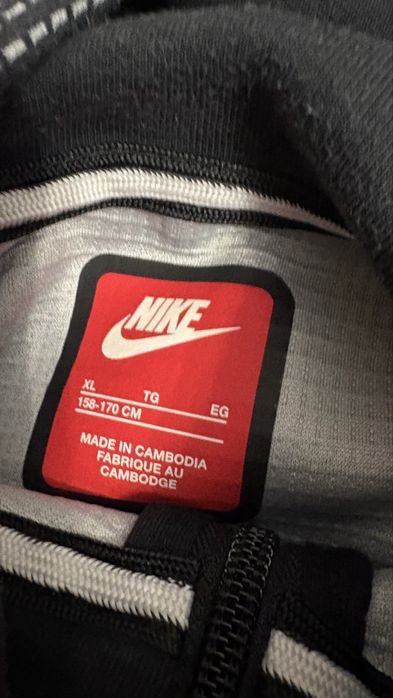 NIKE
XL TG EG
158-170 CM
MADE IN CAMBODIA
FABRIQUE AU
CAMBODGE